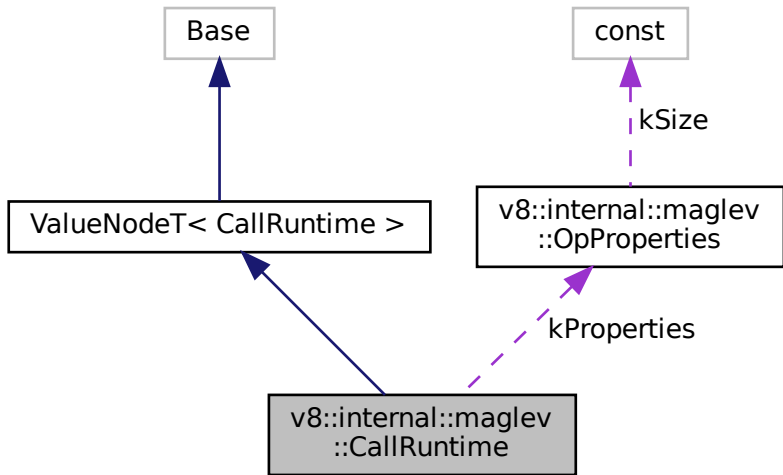 Base
const
kSize
ValueNodeT< CallRuntime >
v8::internal::maglev
::OpProperties
kProperties
v8::internal::maglev
::CallRuntime